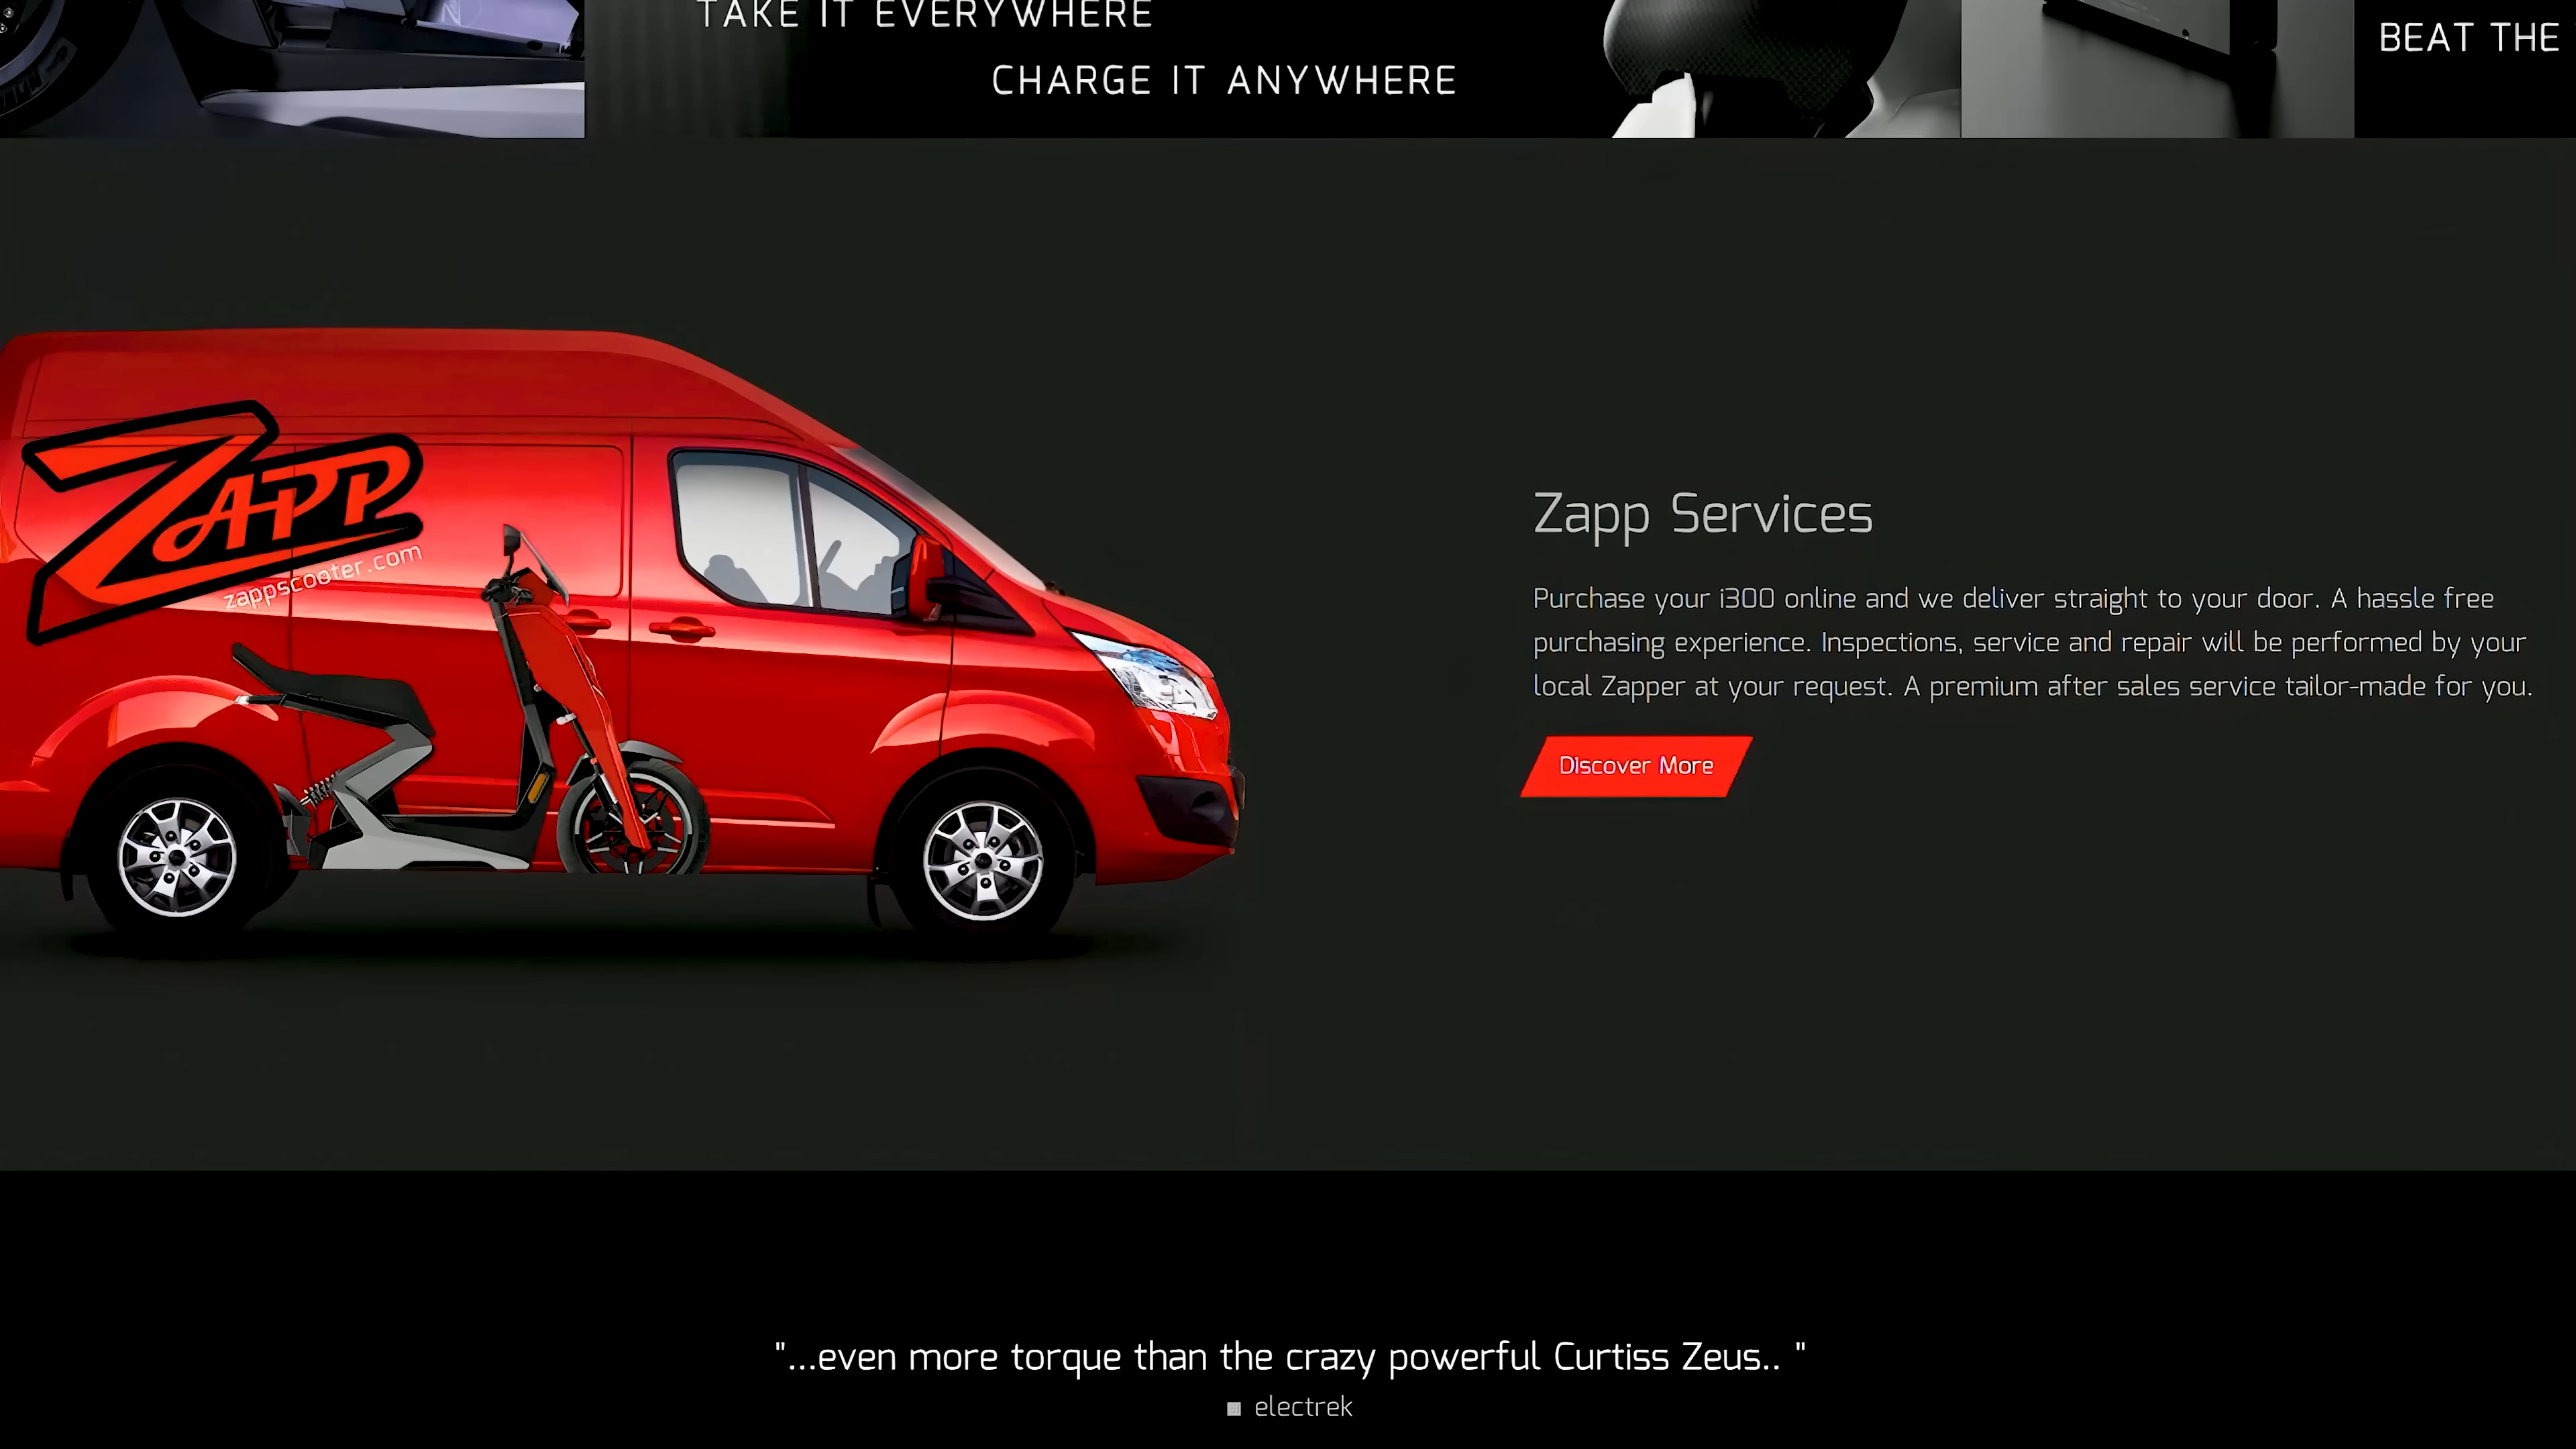 TAKE IT EVERYWHERE
CHARGE IT ANYWHERE
BEAT THE
ZAPP
zappscooter.com
Zapp Services
Purchase your i300 online and we deliver straight to your door. A hassle free
purchasing experience. Inspections, service and repair will be performed by your
local Zapper at your request. A premium after sales service tailor-made for you.
Discover More
"...even more torque than the crazy powerful Curtiss Zeus.. "
electrek